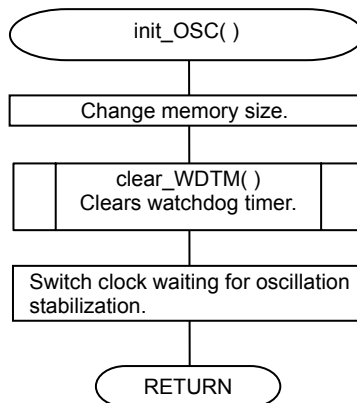 init_OSC( )
Change memory size.
clear_WDTM( )
Clears watchdog timer.
Switch clock waiting for oscillation
stabilization.
RETURN